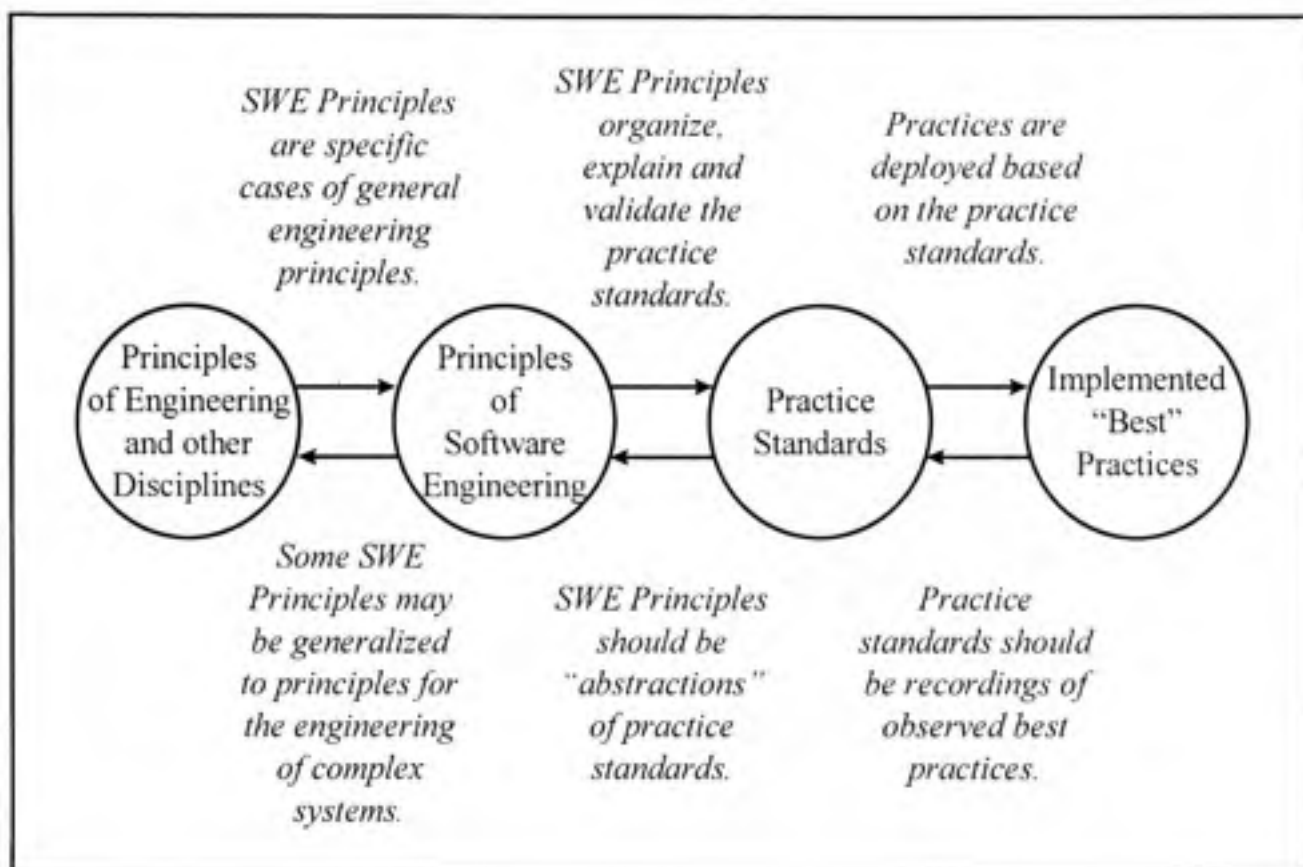 SWE Principles
are specific
cases of general
engineering
principles.
SWE Principles
organize,
explain and
validate the
practice
standards.
Practices are
deployed based
on the practice
standards.
Principles
of Engineering
and other
Disciplines
Principles
of
Software
Engineering
Practice
Standards
Implemented
“Best”
Practices
Some SWE
Principles may
be generalized
to principles for
the engineering
of complex
systems.
SWE Principles
should be
“abstractions”
of practice
standards.
Practice
standards should
be recordings of
observed best
practices.